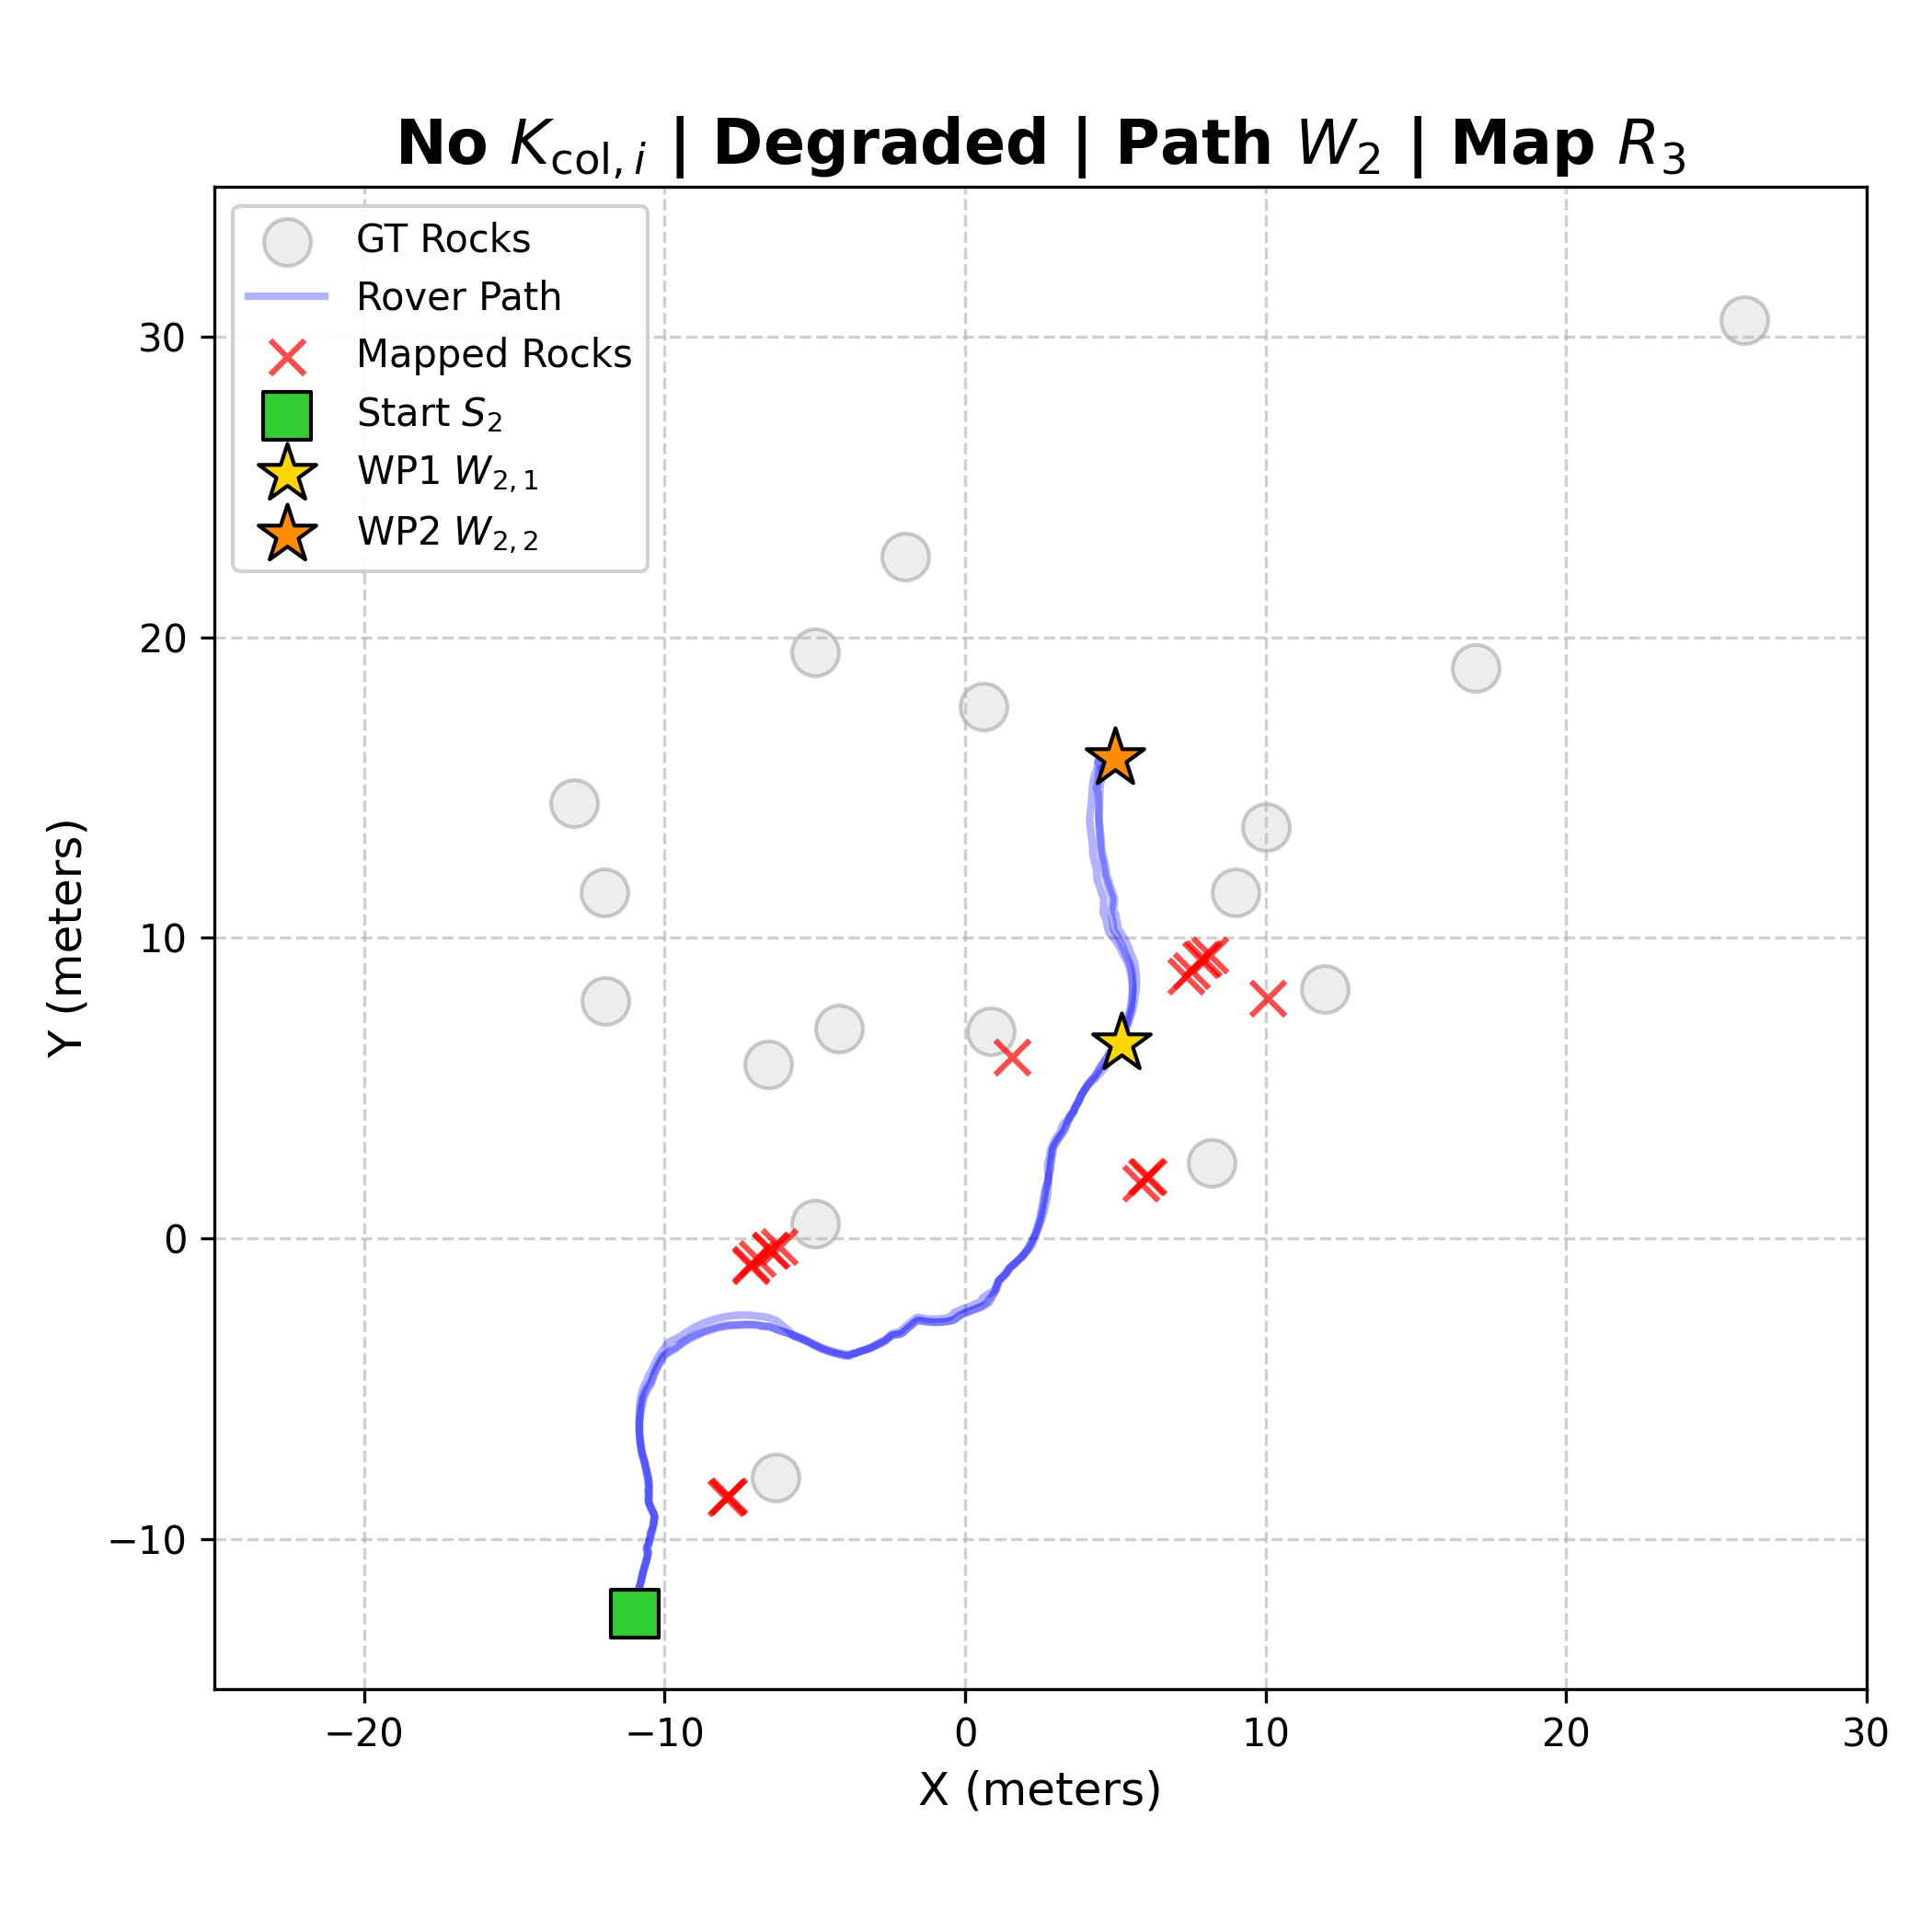 No K_col,i | Degraded | Path W_2 | Map R_3
GT Rocks
Rover Path
Mapped Rocks
Start S_2
WP1 W_2,1
WP2 W_2,2
30
20
10
0
−10
Y (meters)
−20 −10 0 10 20 30
X (meters)